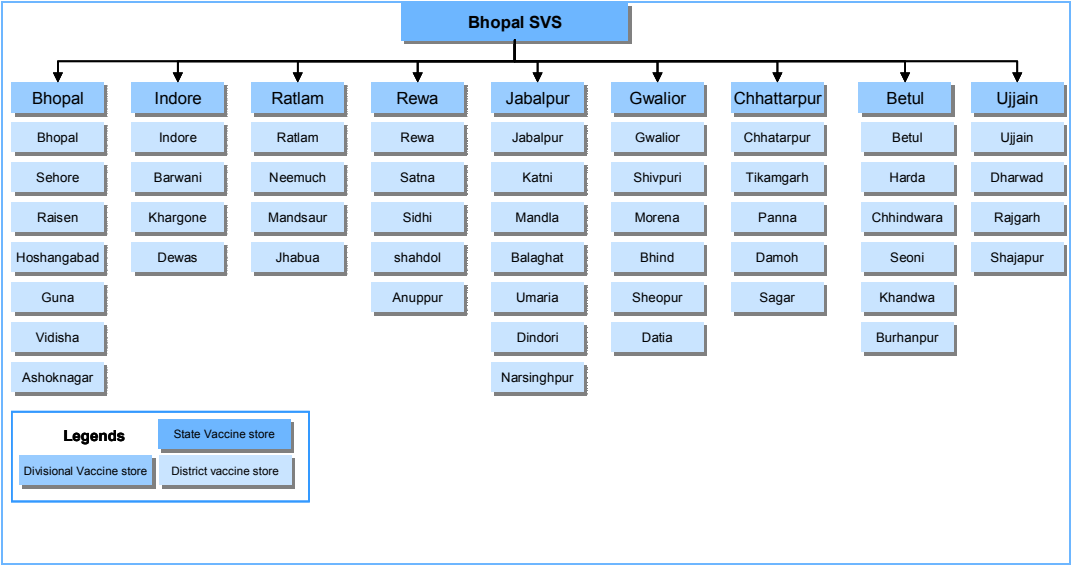 Bhopal SVS
Bhopal
Indore
Ratlam
Rewa
Jabalpur
Gwalior
Chhattarpur
Betul
Ujjain
Bhopal
Indore
Ratlam
Rewa
Jabalpur
Gwalior
Chhatarpur
Betul
Ujjain
Sehore
Barwani
Neemuch
Satna
Katni
Shivpuri
Tikamgarh
Harda
Dharwad
Raisen
Khargone
Mandsaur
Sidhi
Mandla
Morena
Panna
Chhindwara
Rajgarh
Hoshangabad
Dewas
Jhabua
shahdol
Balaghat
Bhind
Damoh
Seoni
Shajapur
Guna
Anuppur
Umaria
Sheopur
Sagar
Khandwa
Vidisha
Dindori
Datia
Burhanpur
Ashoknagar
Narsinghpur
Legends
State Vaccine store
Divisional Vaccine store
District vaccine store